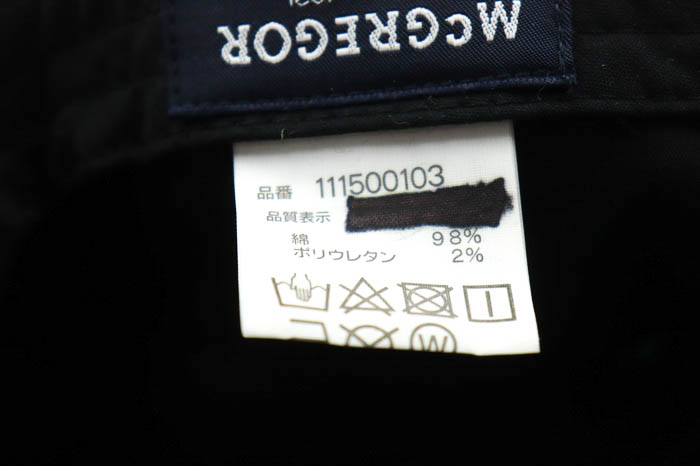 McGREGOR
品番 111500103
品質表示
綿 98%
ポリウレタン 2%
W